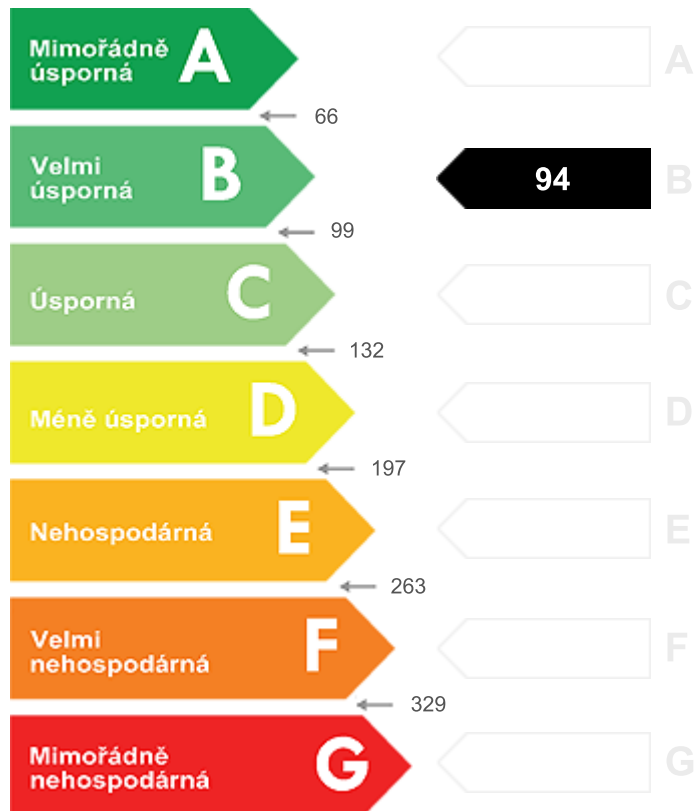 Mimořádně
úsporná
A
A
66
Velmi
úsporná
B
94
B
99
Úsporná
C
C
132
Méně úsporná
D
D
197
Nehospodárná
E
E
263
Velmi
nehospodárná
F
F
329
Mimořádně
nehospodárná
G
G